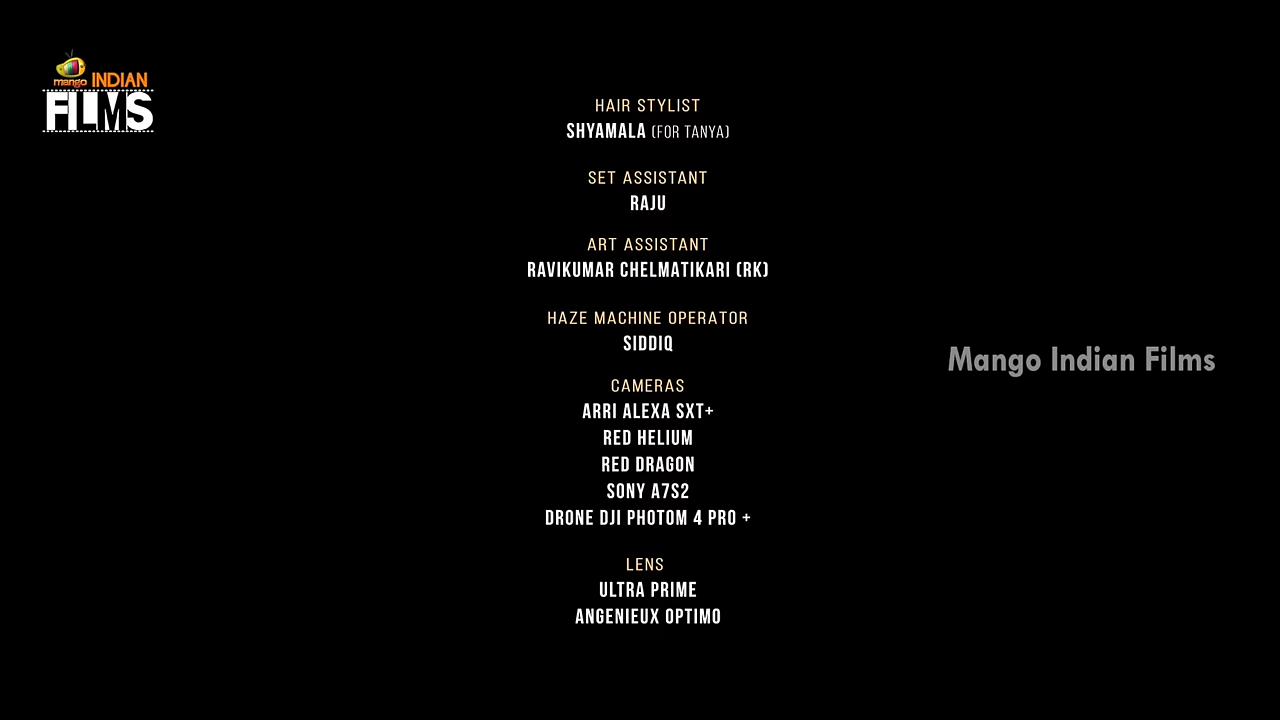 mango INDIAN
FILMS
HAIR STYLIST
SHYAMALA (FOR TANYA)
SET ASSISTANT
RAJU
ART ASSISTANT
RAVIKUMAR CHELMATIKARI (RK)
HAZE MACHINE OPERATOR
SIDDIQ
Mango Indian Films
CAMERAS
ARRI ALEXA SXT+
RED HELIUM
RED DRAGON
SONY A7S2
DRONE DJI PHOTOM 4 PRO +
LENS
ULTRA PRIME
ANGENIEUX OPTIMO